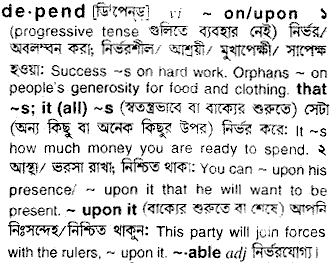 de·pend [ডিˈপেন্‌ড্] vi ~ on/upon ১
(progressive tense গুলিতে ব্যবহার নেই) নির্ভর/
অবলম্বন করা; নির্ভরশীল/ আশ্রয়ী/ মুখাপেক্ষী/ সাপেক্ষ
হওয়া: Success ~s on hard work. Orphans ~ on
people's generosity for food and clothing. that
~s; it (all) ~s (স্বতন্ত্রভাবে বা বাক্যের শুরুতে) সেটা
(অন্য কিছু বা অনেক কিছুর উপর) নির্ভর করে: It ~s
how much money you are ready to spend. ২
আস্থা/ ভরসা রাখা; নিশ্চিত থাকা: You can ~ upon his
presence/ ~ upon it that he will want to be
present. ~ upon it (বাক্যের শুরুতে বা শেষে) আপনি
নিঃসন্দেহ/নিশ্চিত থাকুন: This party will join forces
with the rulers, ~ upon it. ~·able adj নির্ভরযোগ্য।